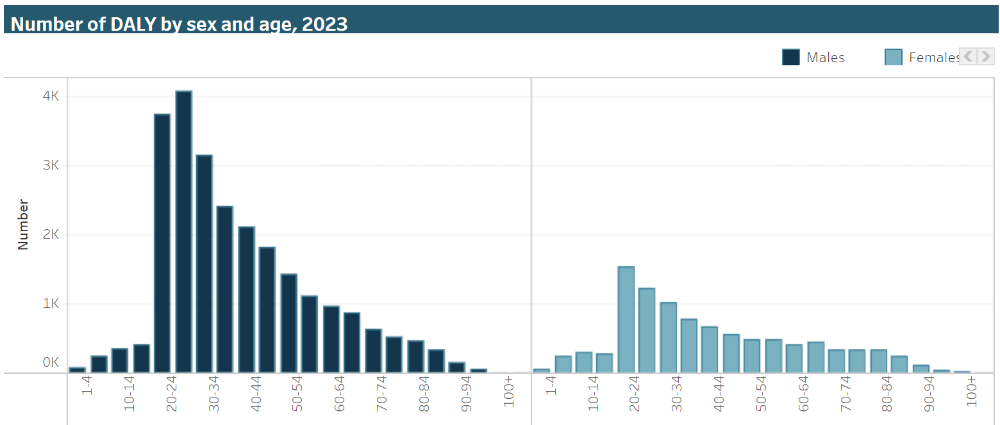 Number of DALY by sex and age, 2023
Males Females
4K
3K
2K
1K
0K
Number
1-4 10-14 20-24 30-34 40-44 50-54 60-64 70-74 80-84 90-94 100+ 1-4 10-14 20-24 30-34 40-44 50-54 60-64 70-74 80-84 90-94 100+